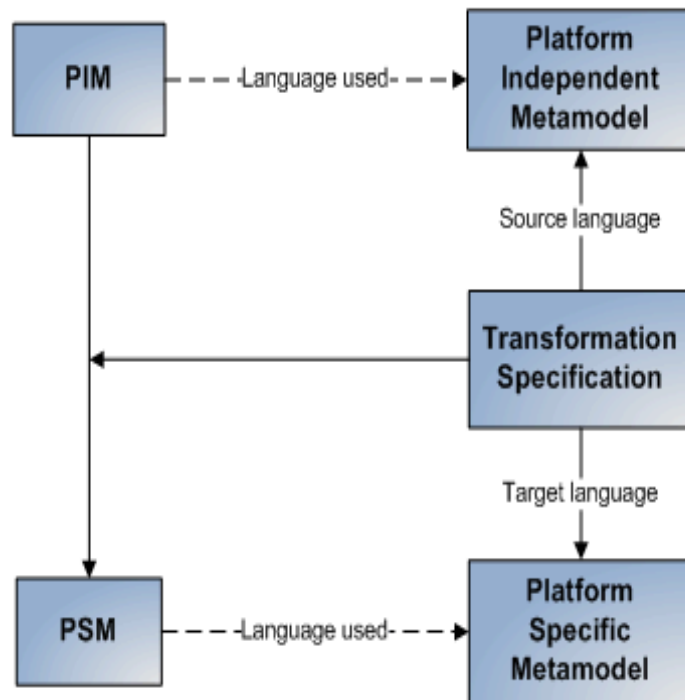 PIM
Language used
Platform
Independent
Metamodel
Source language
Transformation
Specification
Target language
PSM
Language used
Platform
Specific
Metamodel